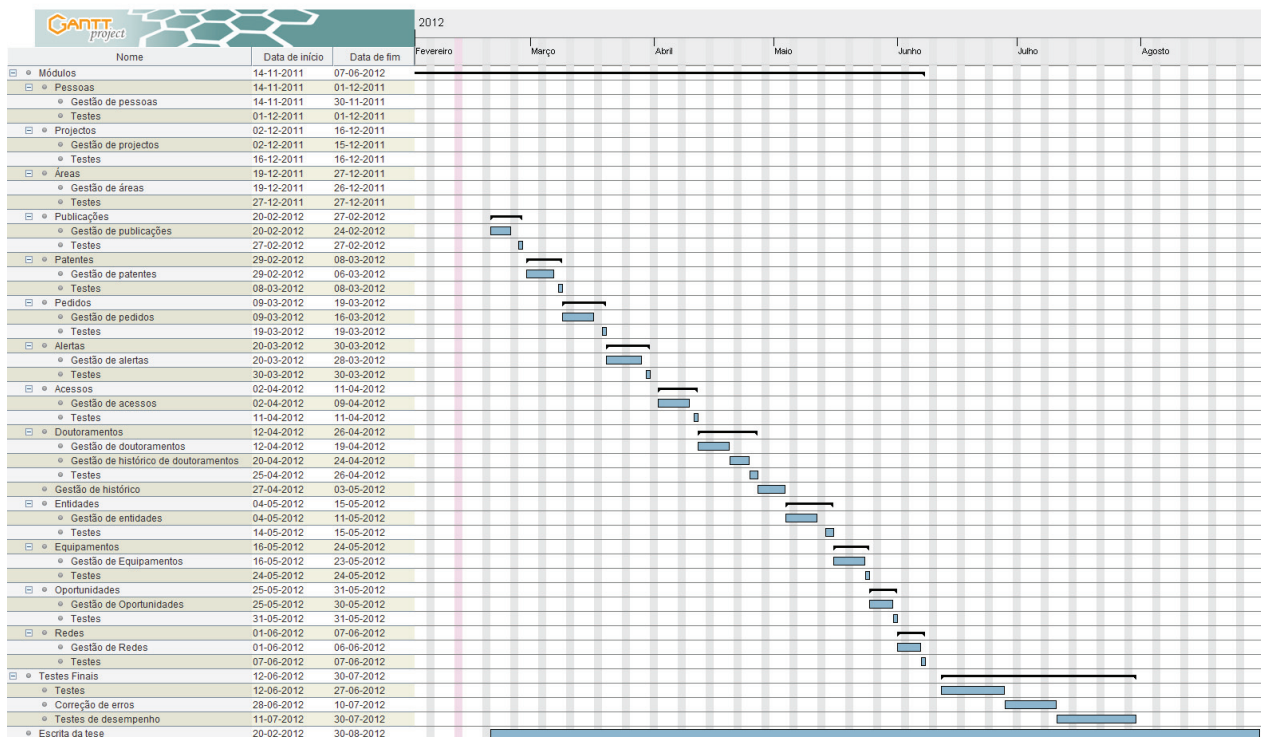 GANTT project
2012
Nome Data de início Data de fim Fevereiro Março Abril Maio Junho Julho Agosto
Módulos 14-11-2011 07-06-2012
Pessoas 14-11-2011 01-12-2011
Gestão de pessoas 14-11-2011 30-11-2011
Testes 01-12-2011 01-12-2011
Projectos 02-12-2011 16-12-2011
Gestão de projectos 02-12-2011 15-12-2011
Testes 16-12-2011 16-12-2011
Áreas 19-12-2011 27-12-2011
Gestão de áreas 19-12-2011 26-12-2011
Testes 27-12-2011 27-12-2011
Publicações 20-02-2012 27-02-2012
Gestão de publicações 20-02-2012 24-02-2012
Testes 27-02-2012 27-02-2012
Patentes 29-02-2012 08-03-2012
Gestão de patentes 29-02-2012 06-03-2012
Testes 08-03-2012 08-03-2012
Pedidos 09-03-2012 19-03-2012
Gestão de pedidos 09-03-2012 16-03-2012
Testes 19-03-2012 19-03-2012
Alertas 20-03-2012 30-03-2012
Gestão de alertas 20-03-2012 28-03-2012
Testes 30-03-2012 30-03-2012
Acessos 02-04-2012 11-04-2012
Gestão de acessos 02-04-2012 09-04-2012
Testes 11-04-2012 11-04-2012
Doutoramentos 12-04-2012 26-04-2012
Gestão de doutoramentos 12-04-2012 19-04-2012
Gestão de histórico de doutoramentos 20-04-2012 24-04-2012
Testes 25-04-2012 26-04-2012
Gestão de histórico 27-04-2012 03-05-2012
Entidades 04-05-2012 15-05-2012
Gestão de entidades 04-05-2012 11-05-2012
Testes 14-05-2012 15-05-2012
Equipamentos 16-05-2012 24-05-2012
Gestão de Equipamentos 16-05-2012 23-05-2012
Testes 24-05-2012 24-05-2012
Oportunidades 25-05-2012 31-05-2012
Gestão de Oportunidades 25-05-2012 30-05-2012
Testes 31-05-2012 31-05-2012
Redes 01-06-2012 07-06-2012
Gestão de Redes 01-06-2012 06-06-2012
Testes 07-06-2012 07-06-2012
Testes Finais 12-06-2012 30-07-2012
Testes 12-06-2012 27-06-2012
Correção de erros 28-06-2012 10-07-2012
Testes de desempenho 11-07-2012 30-07-2012
Escrita da tese 20-02-2012 30-08-2012